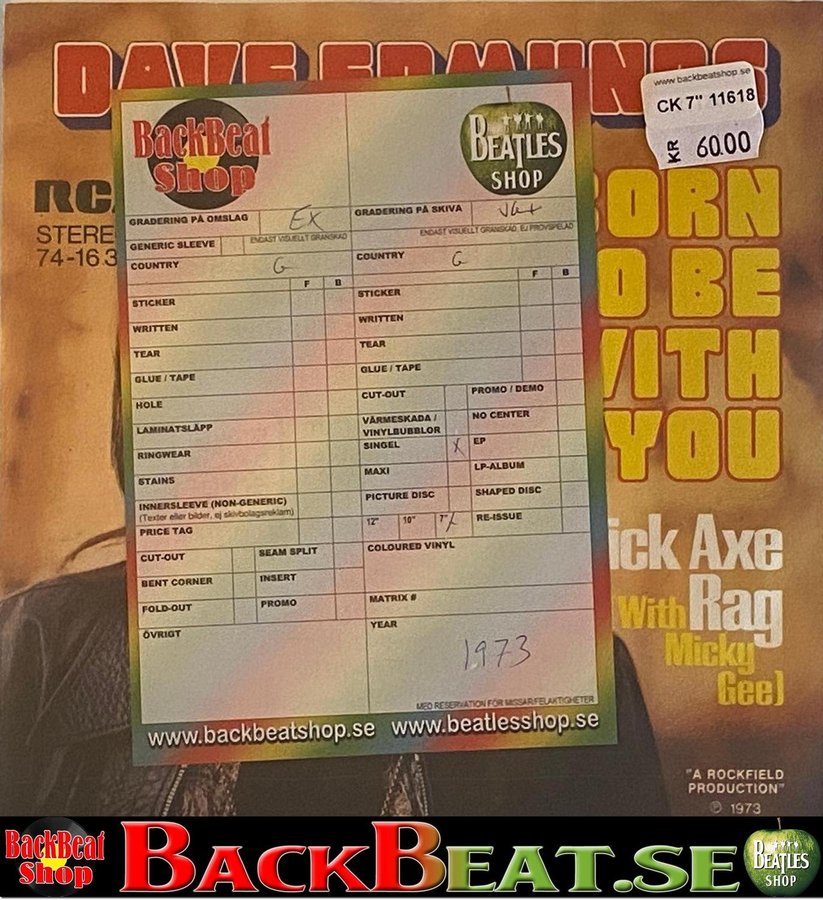 DAVE EDMUNDS
www.backbeatshop.se
CK 7" 11618
KR 60.00
BackBeat
Shop
BEATLES
SHOP
RCA
STERE
74-163
ORN
O BE
WITH
YOU
ick Axe
Rag
With
Micky
Gee)
"A ROCKFIELD
PRODUCTION"
℗ 1973
GRADERING PÅ OMSLAG EX
ENDAST VISUELLT GRANSKAD
GENERIC SLEEVE
COUNTRY G
F B
STICKER
WRITTEN
TEAR
GLUE / TAPE
HOLE
LAMINATSLÄPP
RINGWEAR
STAINS
INNERSLEEVE (NON-GENERIC)
(Texter eller bilder, ej skivbolagsreklam)
PRICE TAG
CUT-OUT SEAM SPLIT
BENT CORNER INSERT
FOLD-OUT PROMO
ÖVRIGT
GRADERING PÅ SKIVA VG+
ENDAST VISUELLT GRANSKAD, EJ PROVSPELAD
COUNTRY G
F B
STICKER
WRITTEN
TEAR
GLUE / TAPE
CUT-OUT PROMO / DEMO
VÄRMESKADA / NO CENTER
VINYLBUBBLOR
SINGEL X EP
MAXI LP-ALBUM
PICTURE DISC SHAPED DISC
12" 10" 7" X RE-ISSUE
COLOURED VINYL
MATRIX #
YEAR
1973
MED RESERVATION FÖR MISSAR/FELAKTIGHETER
www.backbeatshop.se www.beatlesshop.se
BackBeat
Shop
BACKBEAT.SE
BEATLES
SHOP